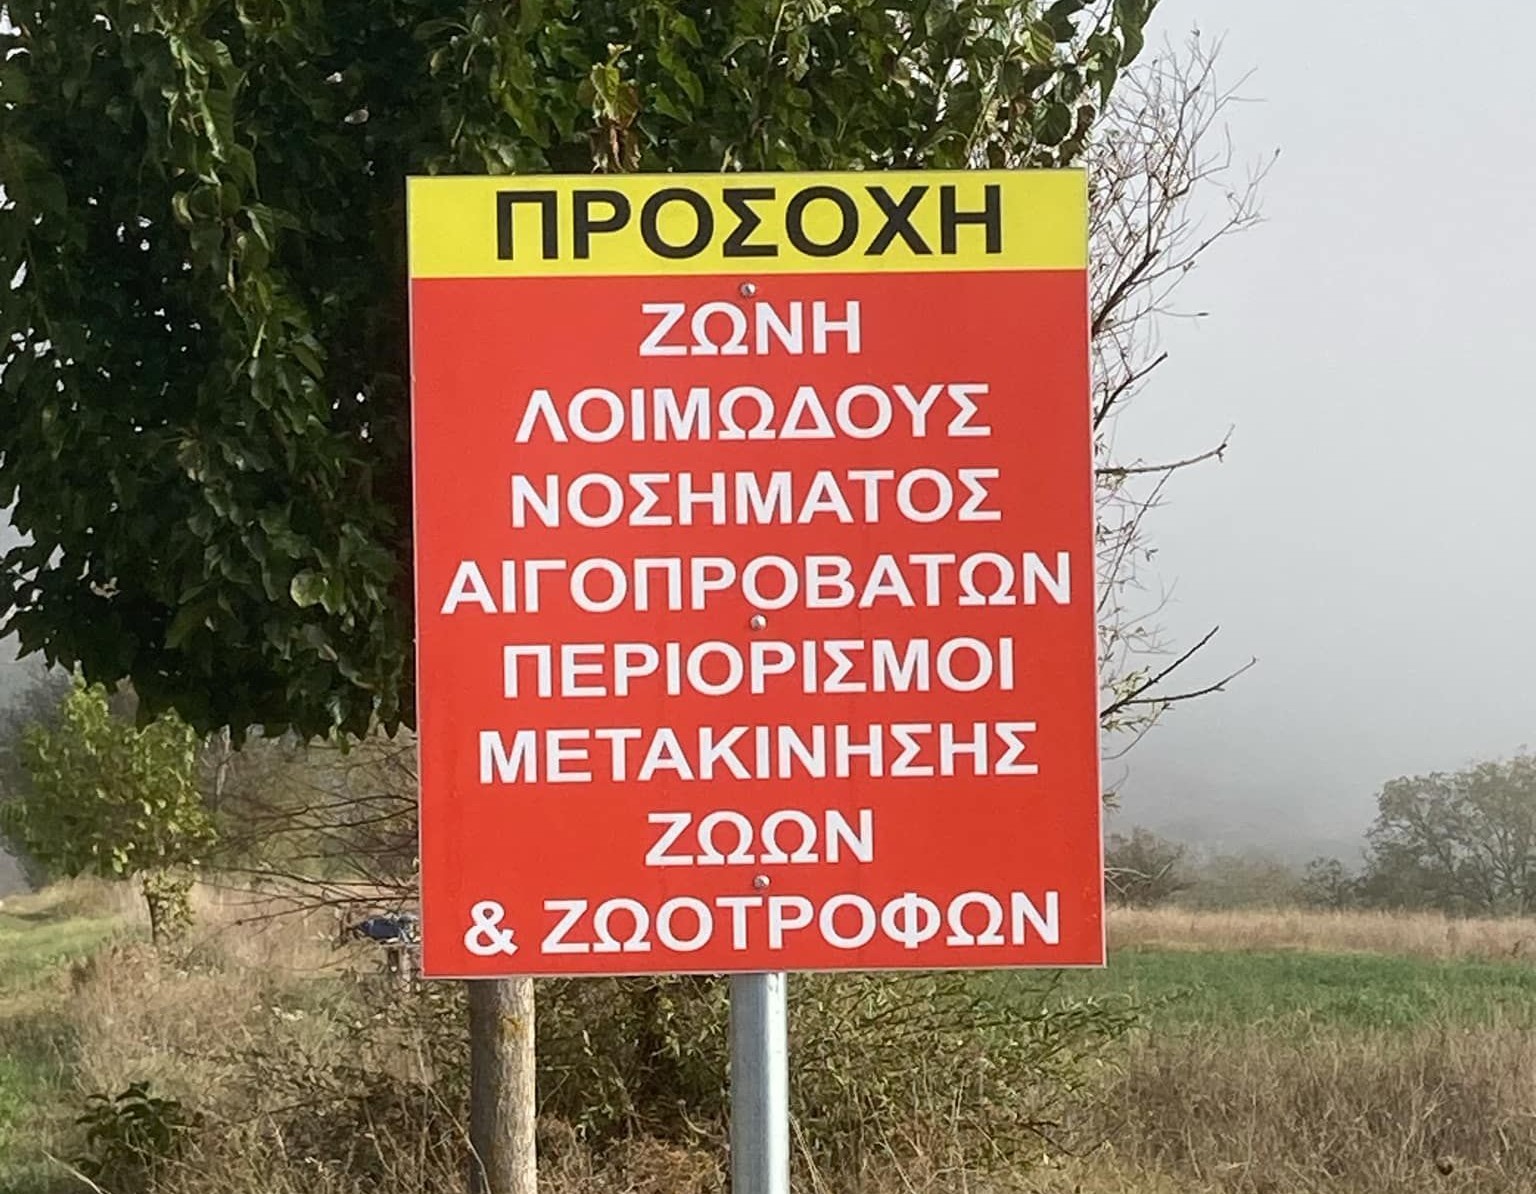 ΠΡΟΣΟΧΗ
ΖΩΝΗ
ΛΟΙΜΩΔΟΥΣ
ΝΟΣΗΜΑΤΟΣ
ΑΙΓΟΠΡΟΒΑΤΩΝ
ΠΕΡΙΟΡΙΣΜΟΙ
ΜΕΤΑΚΙΝΗΣΗΣ
ΖΩΩΝ
& ΖΩΟΤΡΟΦΩΝ